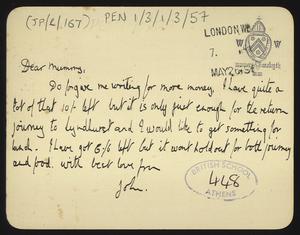 (JP/L/167) PEN 1/3/1/3/57
LONDON
7.
MAY 26 34
Dear Mummy,
Do forgive me writing for more money. I have quite a
lot of that 10/- left but it is only just enough for the return
journey to Lyndhurst and I would like to get something for
lunch. I have got 6/6 left but it wont hold out for both journey
and food. with best love from
John.
BRITISH SCHOOL
448
ATHENS